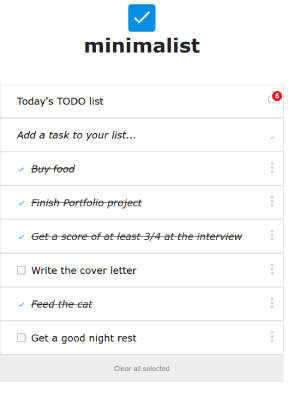 minimalist
Today's TODO list
6
Add a task to your list...
Buy food
Finish Portfolio project
Get a score of at least 3/4 at the interview
Write the cover letter
Feed the cat
Get a good night rest
Clear all selected